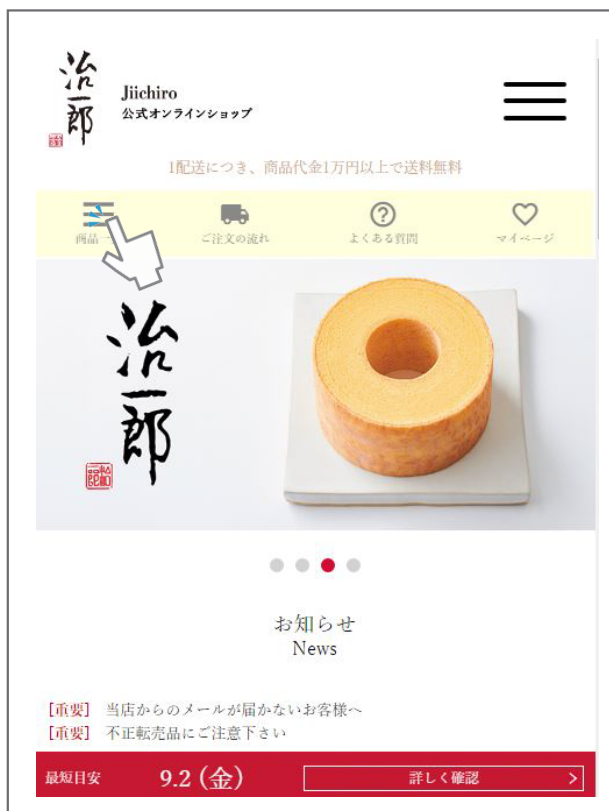 治一郎
Jiichiro
公式オンラインショップ
1配送につき、商品代金1万円以上で送料無料
商品一
ご注文の流れ
よくある質問
マイページ
治一郎
お知らせ
News
［重要］ 当店からのメールが届かないお客様へ
［重要］ 不正転売品にご注意下さい
最短目安 9.2 (金) 詳しく確認